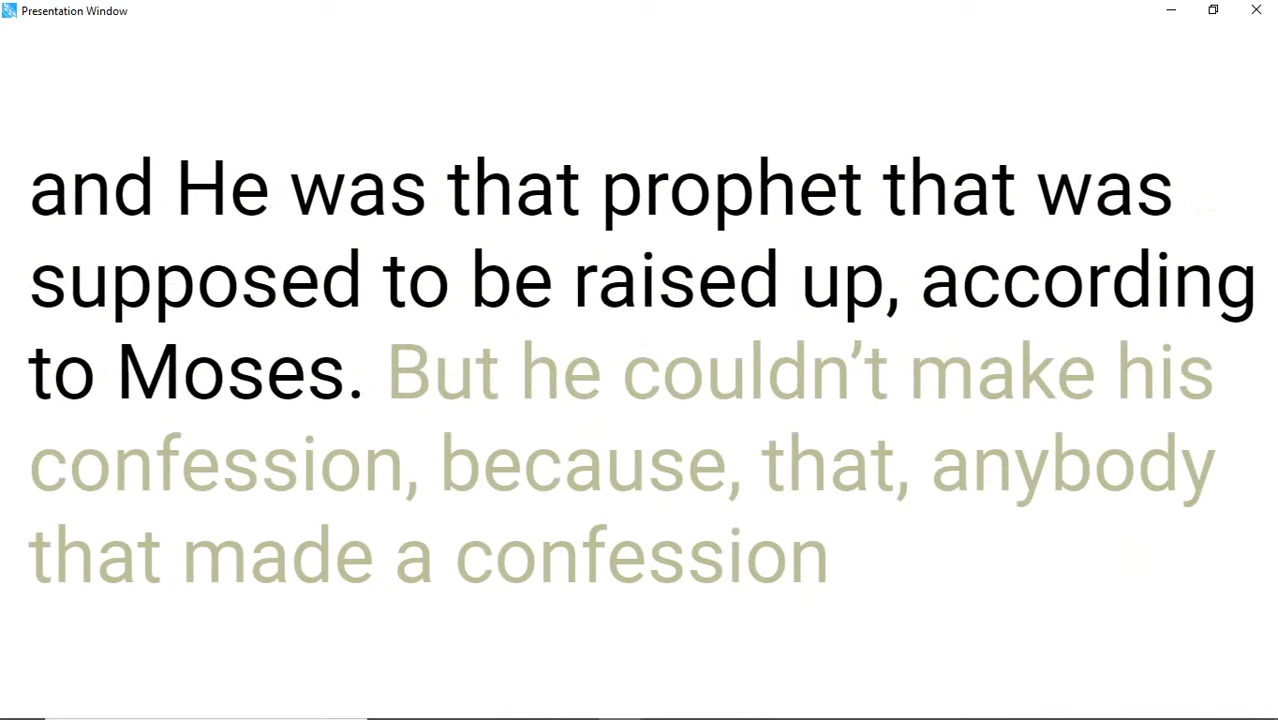 Presentation Window
and He was that prophet that was
supposed to be raised up, according
to Moses. But he couldn’t make his
confession, because, that, anybody
that made a confession